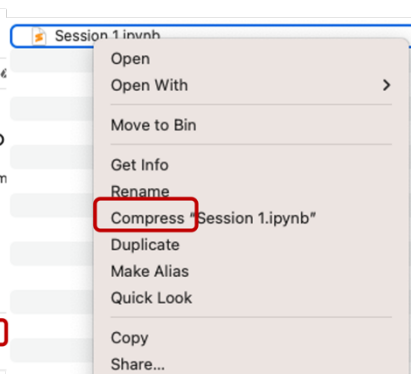 Session 1.ipynb
Open
Open With
Move to Bin
Get Info
Rename
Compress “Session 1.ipynb”
Duplicate
Make Alias
Quick Look
Copy
Share...